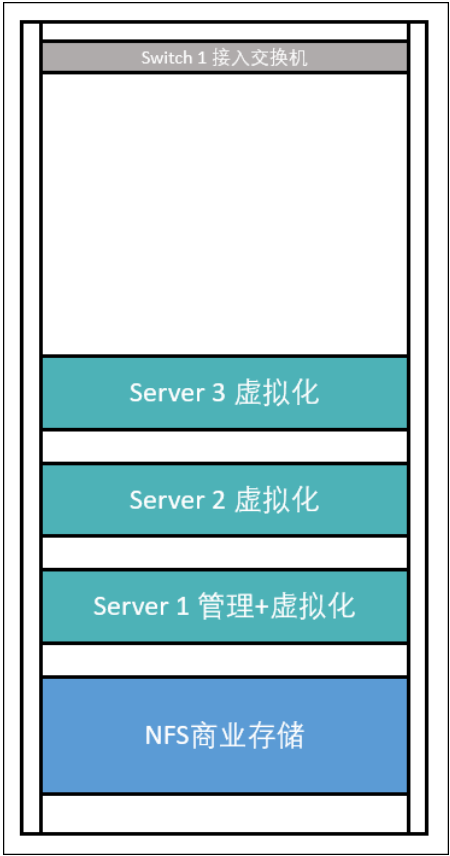 Switch 1 接入交换机
Server 3 虚拟化
Server 2 虚拟化
Server 1 管理+虚拟化
NFS商业存储